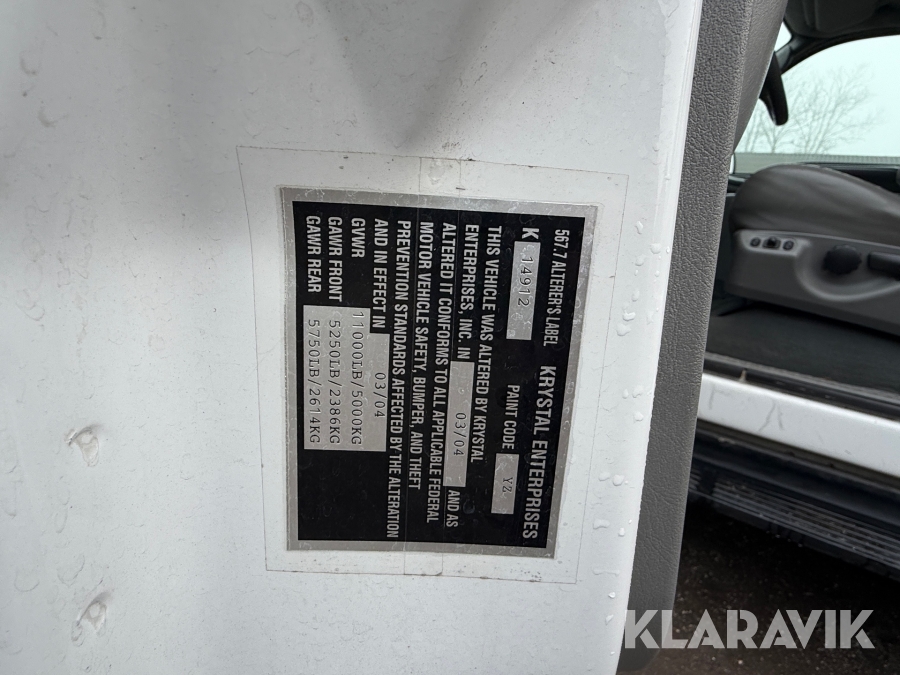 567.7 ALTERER'S LABEL KRYSTAL ENTERPRISES
K 14912 PAINT CODE YZ
THIS VEHICLE WAS ALTERED BY KRYSTAL
ENTERPRISES, INC. IN 03/04 AND AS
ALTERED IT CONFORMS TO ALL APPLICABLE FEDERAL
MOTOR VEHICLE SAFETY, BUMPER, AND THEFT
PREVENTION STANDARDS AFFECTED BY THE ALTERATION
AND IN EFFECT IN 03/04
GVWR 11000LB/5000KG
GAWR FRONT 5250LB/2386KG
GAWR REAR 5750LB/2614KG
KLARAVIK